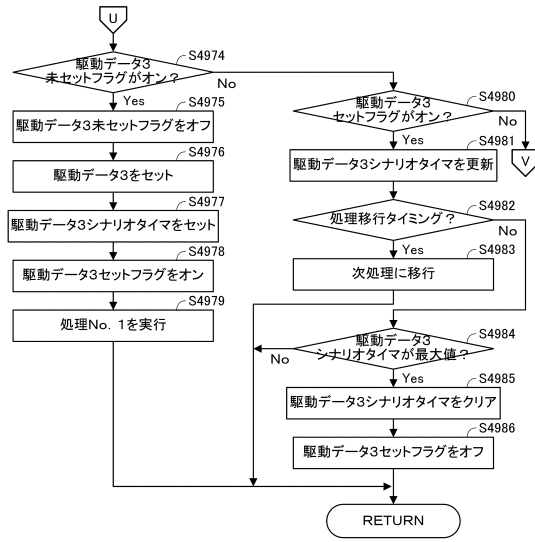 U
駆動データ3
未セットフラグがオン？
S4974
No
Yes
S4975
駆動データ3未セットフラグをオフ
S4976
駆動データ3をセット
S4977
駆動データ3シナリオタイマをセット
S4978
駆動データ3セットフラグをオン
S4979
処理No. 1を実行
駆動データ3
セットフラグがオン？
S4980
No
V
Yes
S4981
駆動データ3シナリオタイマを更新
S4982
処理移行タイミング？
No
Yes
S4983
次処理に移行
駆動データ3
シナリオタイマが最大値？
S4984
No
Yes
S4985
駆動データ3シナリオタイマをクリア
S4986
駆動データ3セットフラグをオフ
RETURN